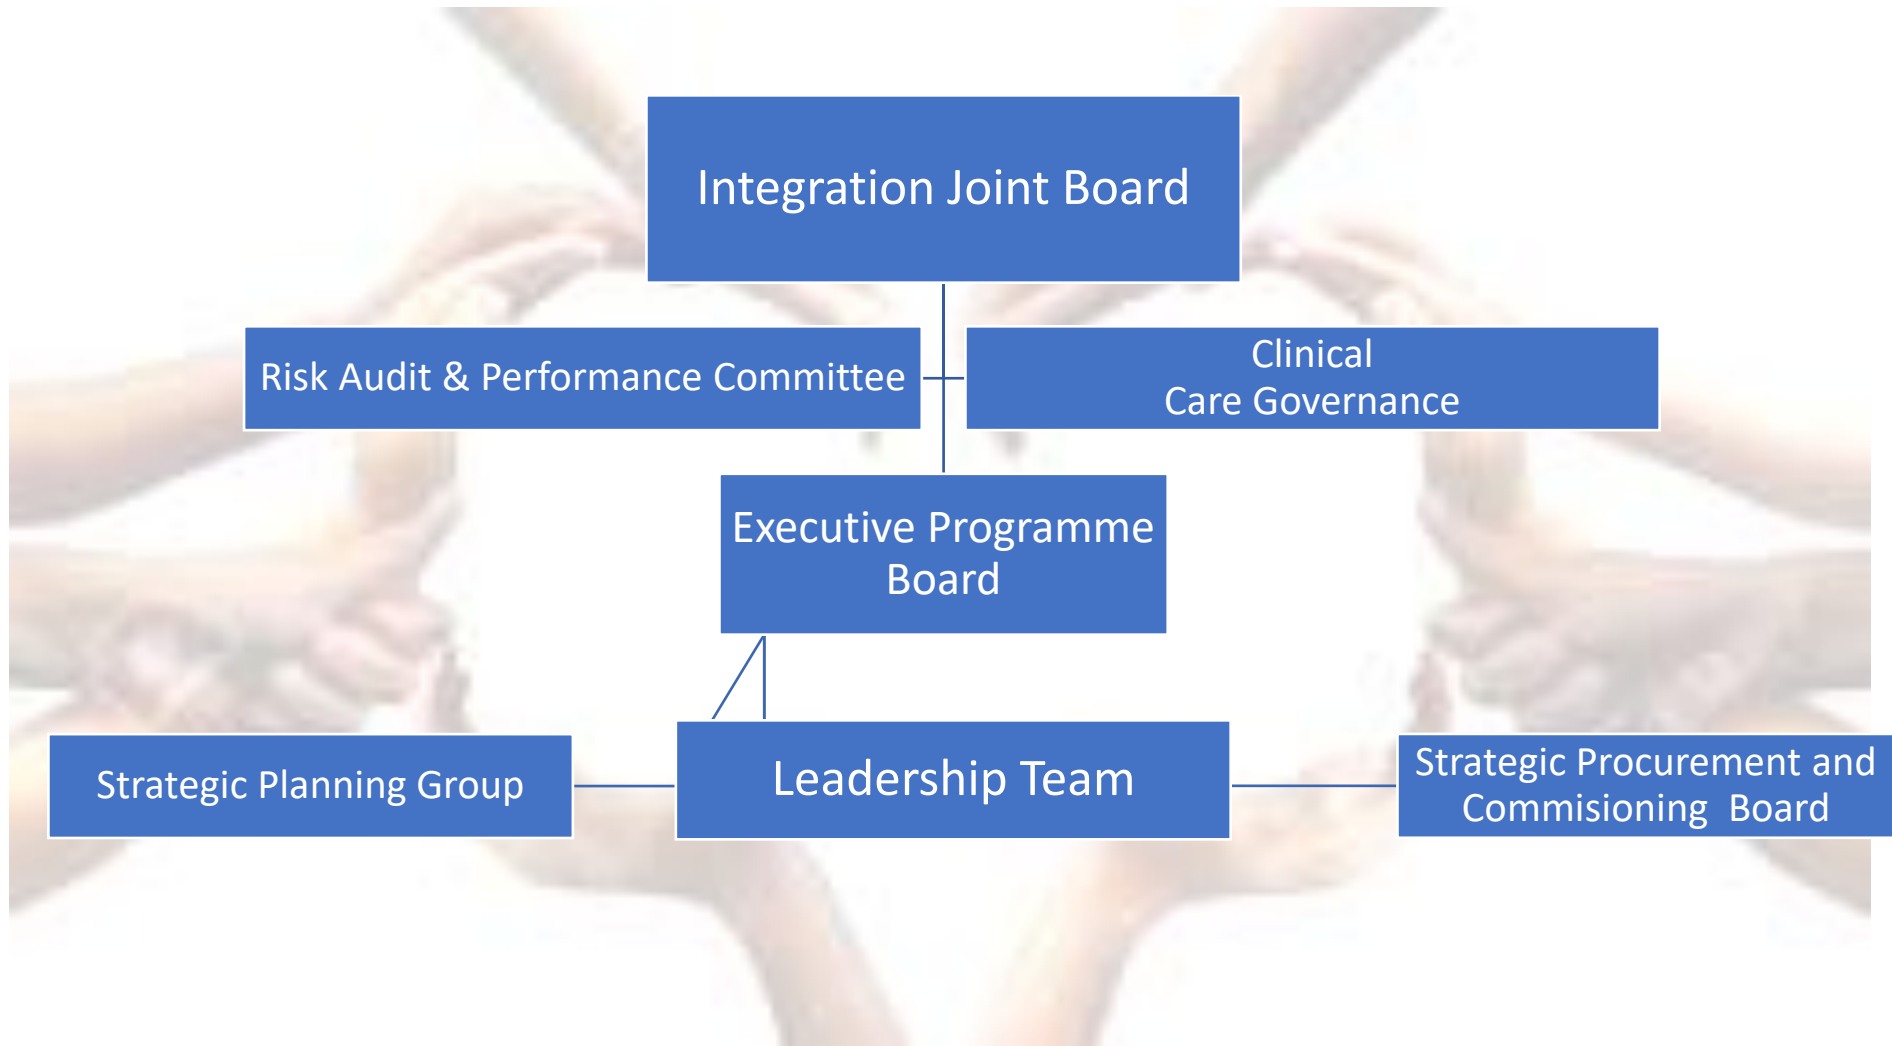 Integration Joint Board
Risk Audit & Performance Committee
Clinical
Care Governance
Executive Programme
Board
Strategic Planning Group
Leadership Team
Strategic Procurement and
Commisioning  Board